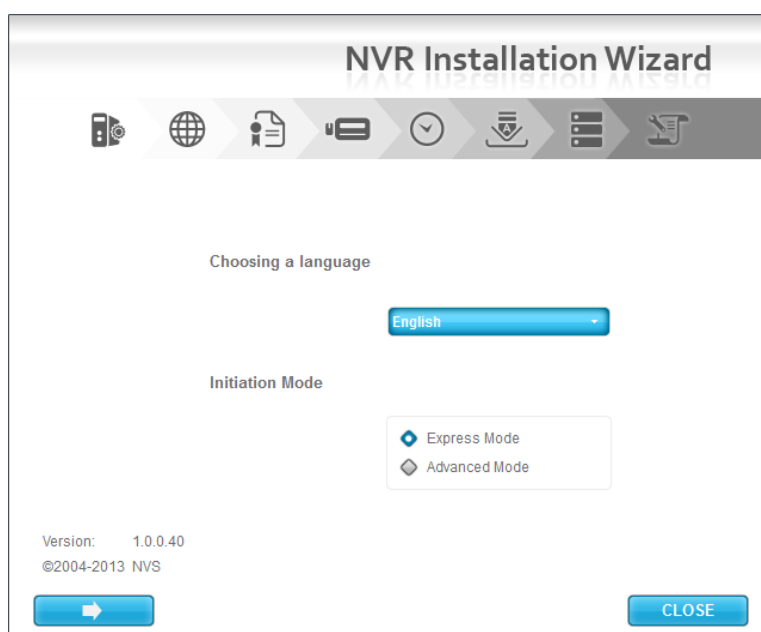 NVR Installation Wizard
A
Choosing a language
English
Initiation Mode
Express Mode
Advanced Mode
Version: 1.0.0.40
©2004-2013 NVS
CLOSE